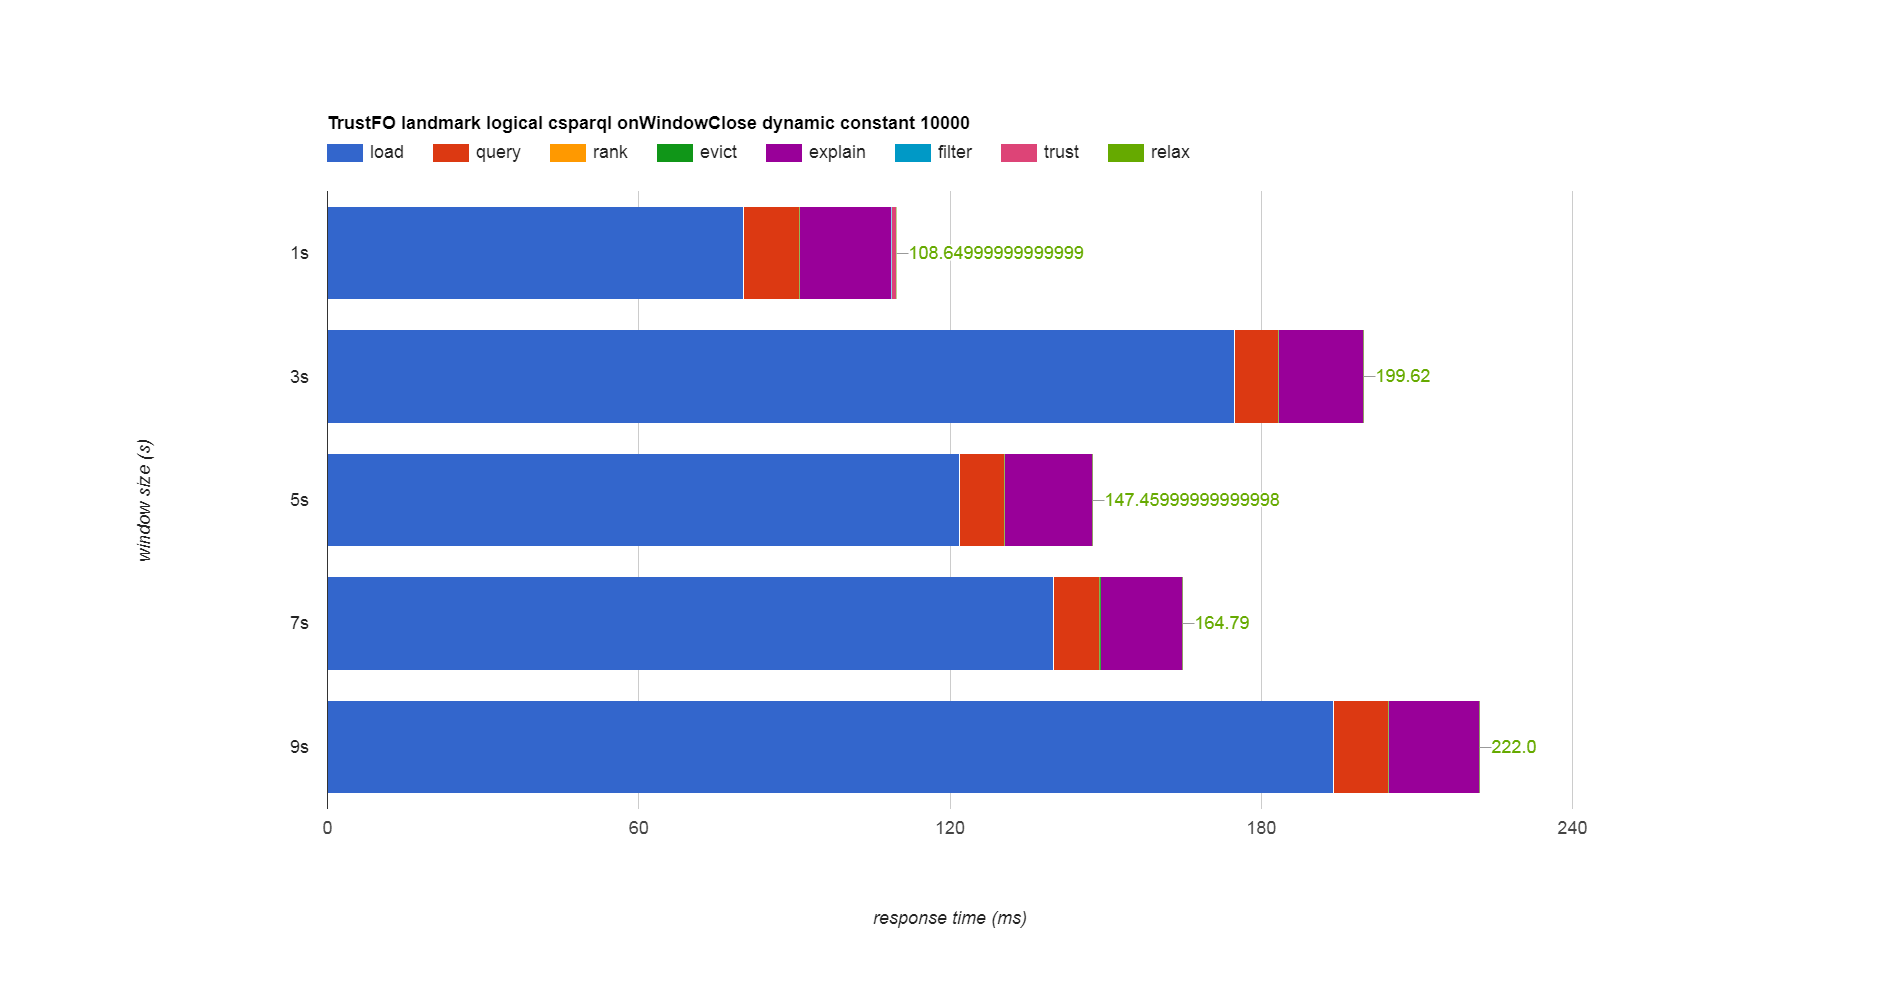 TrustFO landmark logical csparql onWindowClose dynamic constant 10000
load query rank evict explain filter trust relax
1s 108.64999999999999
3s 199.62
5s 147.45999999999998
7s 164.79
9s 222.0
0 60 120 180 240
window size (s)
response time (ms)